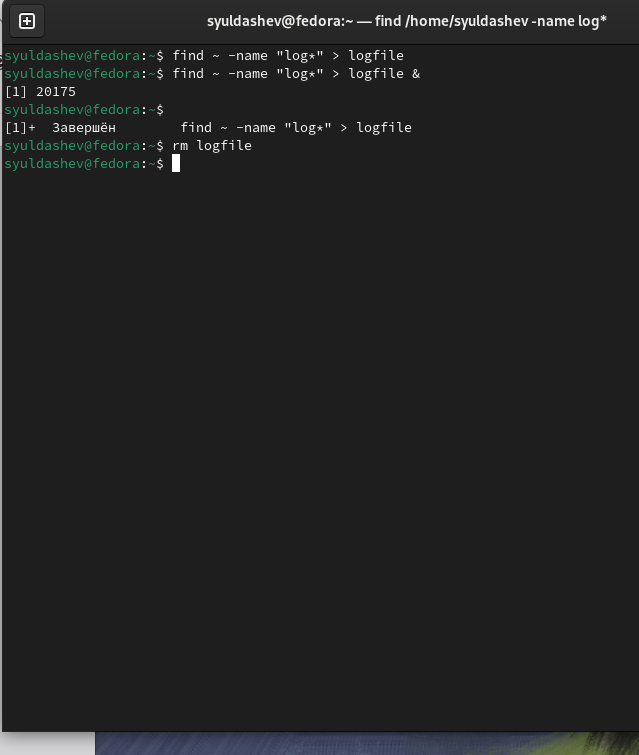 syuldashev@fedora:~ — find /home/syuldashev -name log*
syuldashev@fedora:~$ find ~ -name "log*" > logfile
syuldashev@fedora:~$ find ~ -name "log*" > logfile &
[1] 20175
syuldashev@fedora:~$
[1]+  Завершён        find ~ -name "log*" > logfile
syuldashev@fedora:~$ rm logfile
syuldashev@fedora:~$